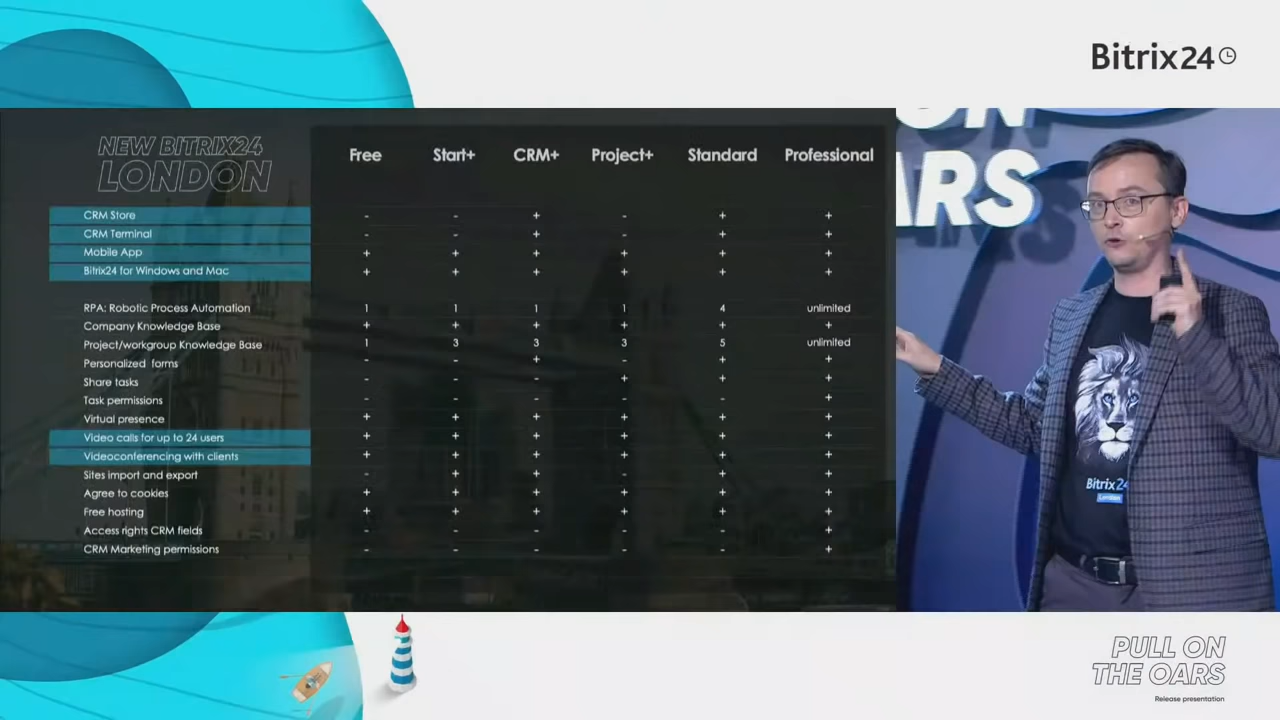 Bitrix24
NEW BITRIX24
LONDON
Free Start+ CRM+ Project+ Standard Professional
CRM Store - - + - + +
CRM Terminal - - + - + +
Mobile App + + + + + +
Bitrix24 for Windows and Mac + + + + + +
RPA: Robotic Process Automation 1 1 1 1 4 unlimited
Company Knowledge Base + + + + + +
Project/workgroup Knowledge Base 1 3 3 3 5 unlimited
Personalized forms - - + - + +
Share tasks - - - + + +
Task permissions - - - - - +
Virtual presence + + + + + +
Video calls for up to 24 users + + + + + +
Videoconferencing with clients + + + + + +
Sites import and export - + + - + +
Agree to cookies + + + + + +
Free hosting + + + + + +
Access rights CRM fields - - - - - +
CRM Marketing permissions - - - - - +
ON
OARS
Bitrix24
London
PULL ON
THE OARS
Release presentation